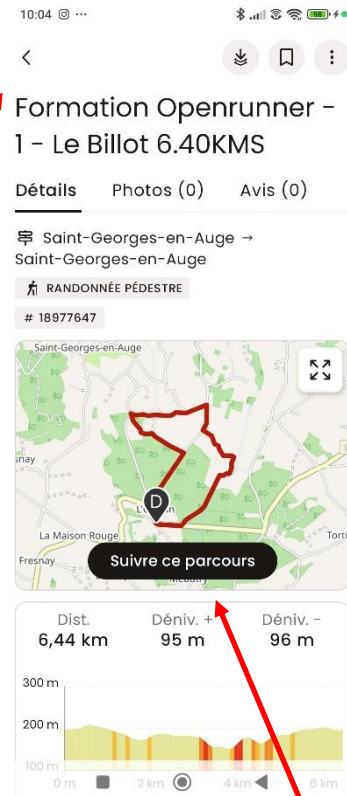 10:04 ...
98
Formation Openrunner -
1 - Le Billot 6.40KMS
Détails Photos (0) Avis (0)
Saint-Georges-en-Auge →
Saint-Georges-en-Auge
RANDONNÉE PÉDESTRE
# 18977647
Saint-Georges-en-Auge
snay
D
La Maison Rouge
Torti
Fresnay
Suivre ce parcours
Dist. Déniv. + Déniv. -
6,44 km 95 m 96 m
300 m
200 m
100 m
0 m 2 km 4 km 6 km